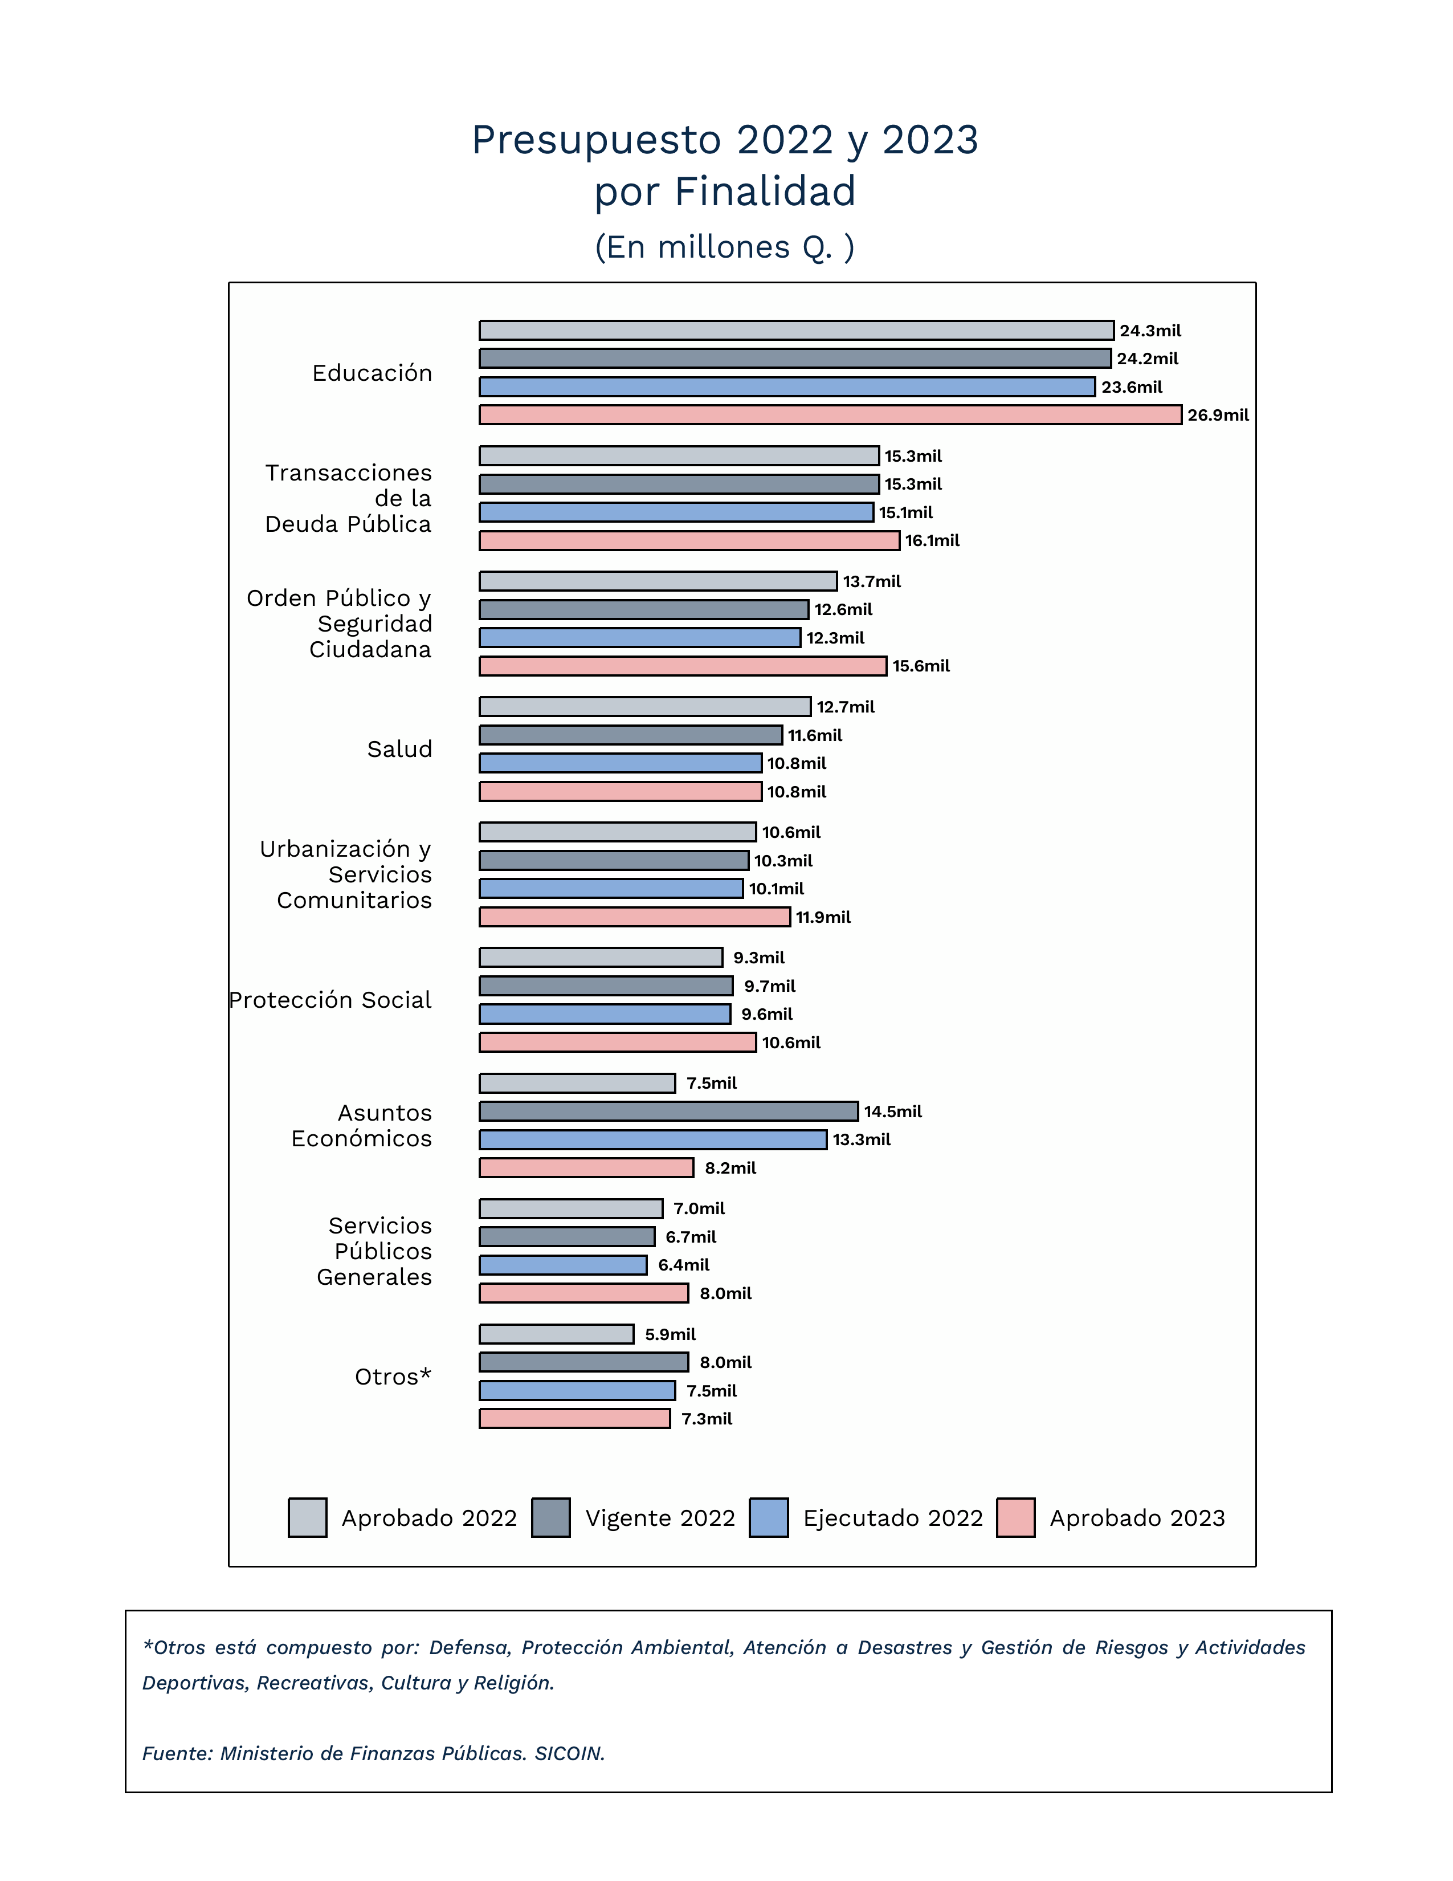 Presupuesto 2022 y 2023
por Finalidad
(En millones Q. )
Educación
24.3mil
24.2mil
23.6mil
26.9mil
Transacciones
de la
Deuda Pública
15.3mil
15.3mil
15.1mil
16.1mil
Orden Público y
Seguridad
Ciudadana
13.7mil
12.6mil
12.3mil
15.6mil
Salud
12.7mil
11.6mil
10.8mil
10.8mil
Urbanización y
Servicios
Comunitarios
10.6mil
10.3mil
10.1mil
11.9mil
Protección Social
9.3mil
9.7mil
9.6mil
10.6mil
Asuntos
Económicos
7.5mil
14.5mil
13.3mil
8.2mil
Servicios
Públicos
Generales
7.0mil
6.7mil
6.4mil
8.0mil
Otros*
5.9mil
8.0mil
7.5mil
7.3mil
Aprobado 2022 Vigente 2022 Ejecutado 2022 Aprobado 2023
*Otros está compuesto por: Defensa, Protección Ambiental, Atención a Desastres y Gestión de Riesgos y Actividades
Deportivas, Recreativas, Cultura y Religión.
Fuente: Ministerio de Finanzas Públicas. SICOIN.